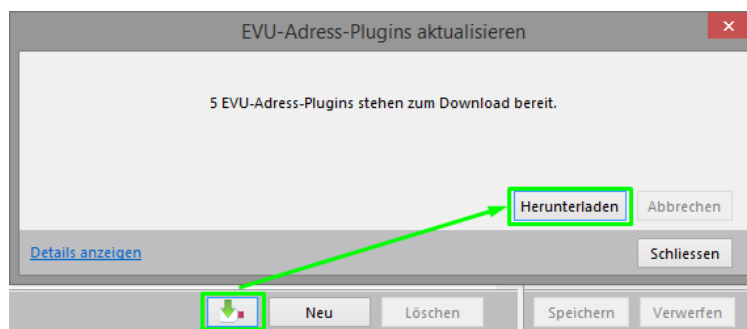 EVU-Adress-Plugins aktualisieren
5 EVU-Adress-Plugins stehen zum Download bereit.
Herunterladen Abbrechen
Details anzeigen Schliessen
Neu Löschen Speichern Verwerfen